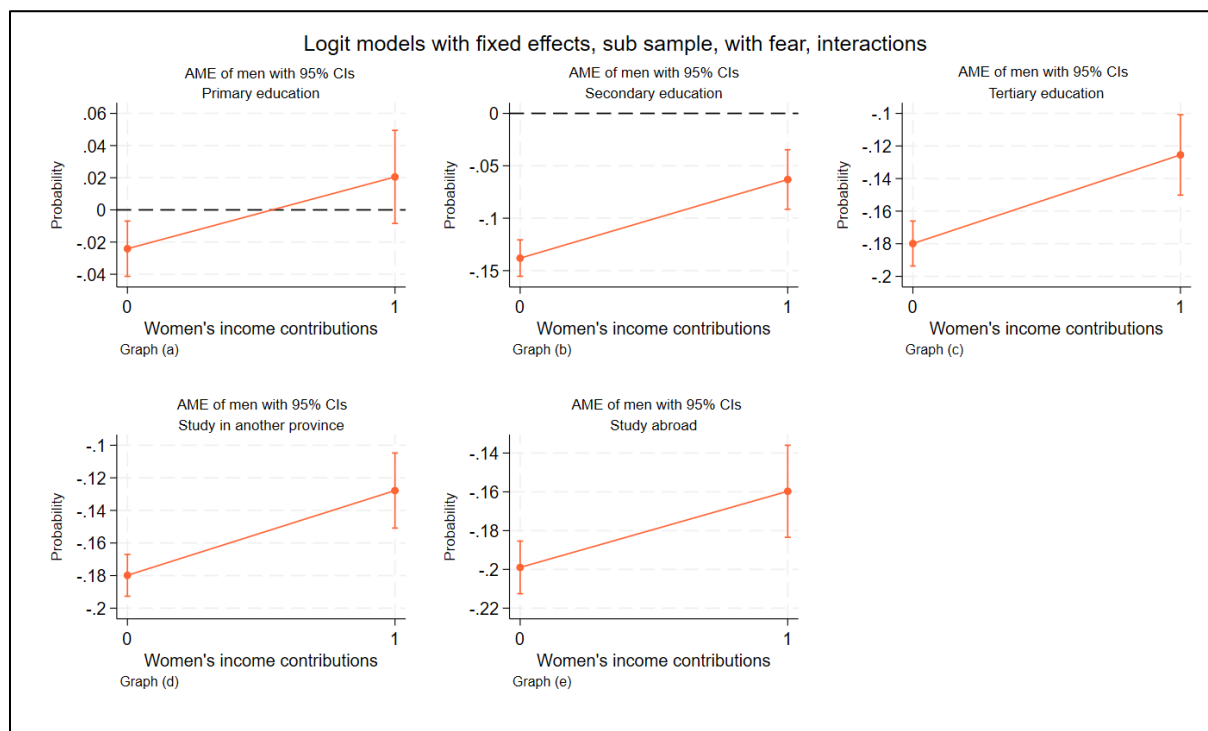 Logit models with fixed effects, sub sample, with fear, interactions
AME of men with 95% CIs
Primary education
.06
.04
.02
0
-.02
-.04
Probability
0
1
Women's income contributions
Graph (a)
AME of men with 95% CIs
Secondary education
0
-.05
-.1
-.15
Probability
0
1
Women's income contributions
Graph (b)
AME of men with 95% CIs
Tertiary education
-.1
-.12
-.14
-.16
-.18
-.2
Probability
0
1
Women's income contributions
Graph (c)
AME of men with 95% CIs
Study in another province
-.1
-.12
-.14
-.16
-.18
-.2
Probability
0
1
Women's income contributions
Graph (d)
AME of men with 95% CIs
Study abroad
-.14
-.16
-.18
-.2
-.22
Probability
0
1
Women's income contributions
Graph (e)